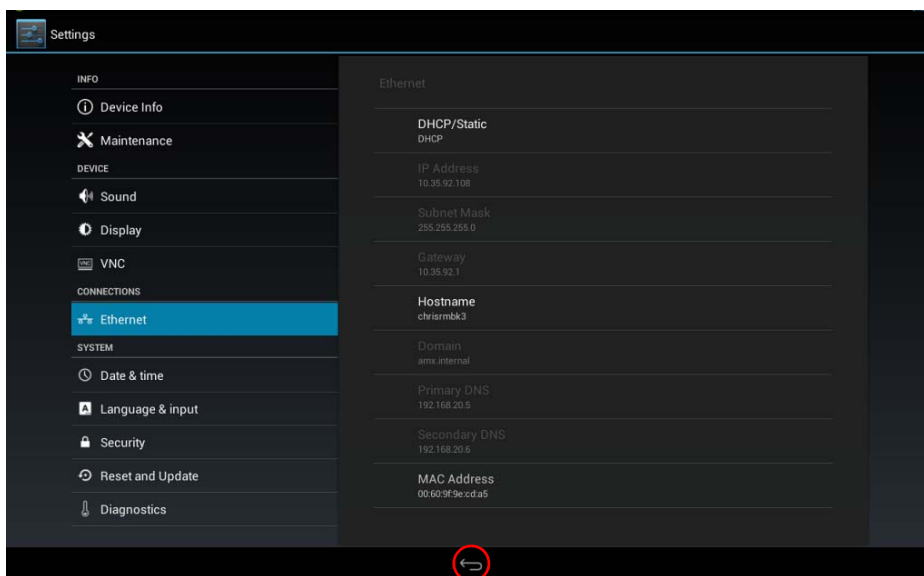 Settings
INFO
Device Info
Maintenance
DEVICE
Sound
Display
VNC
VNC
CONNECTIONS
Ethernet
SYSTEM
Date & time
A
Language & input
Security
Reset and Update
Diagnostics
Ethernet
DHCP/Static
DHCP
IP Address
10.35.92.108
Subnet Mask
255.255.255.0
Gateway
10.35.92.1
Hostname
chrisrmbk3
Domain
amx.internal
Primary DNS
192.168.20.5
Secondary DNS
192.168.20.6
MAC Address
00:60:9f:9e:cd:a5